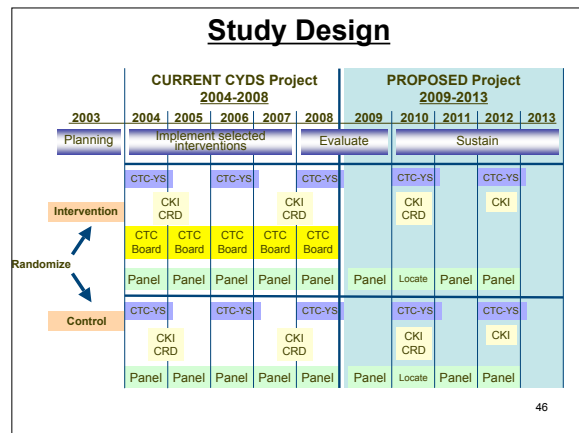 Study Design
CURRENT CYDS Project
2004-2008
PROPOSED Project
2009-2013
2003 2004 2005 2006 2007 2008 2009 2010 2011 2012 2013
Planning
Implement selected
interventions
Evaluate
Sustain
CTC-YS CTC-YS CTC-YS CTC-YS CTC-YS
Intervention
CKI
CRD
CKI
CRD
CKI
CRD
CKI
CTC
Board
CTC
Board
CTC
Board
CTC
Board
CTC
Board
Randomize
Panel Panel Panel Panel Panel Panel Locate Panel Panel
Control
CTC-YS CTC-YS CTC-YS CTC-YS CTC-YS
CKI
CRD
CKI
CRD
CKI
CRD
CKI
Panel Panel Panel Panel Panel Panel Locate Panel Panel
46